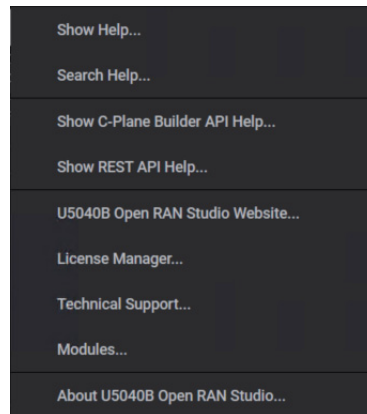 Show Help...
Search Help...
Show C-Plane Builder API Help...
Show REST API Help...
U5040B Open RAN Studio Website...
License Manager...
Technical Support...
Modules...
About U5040B Open RAN Studio...